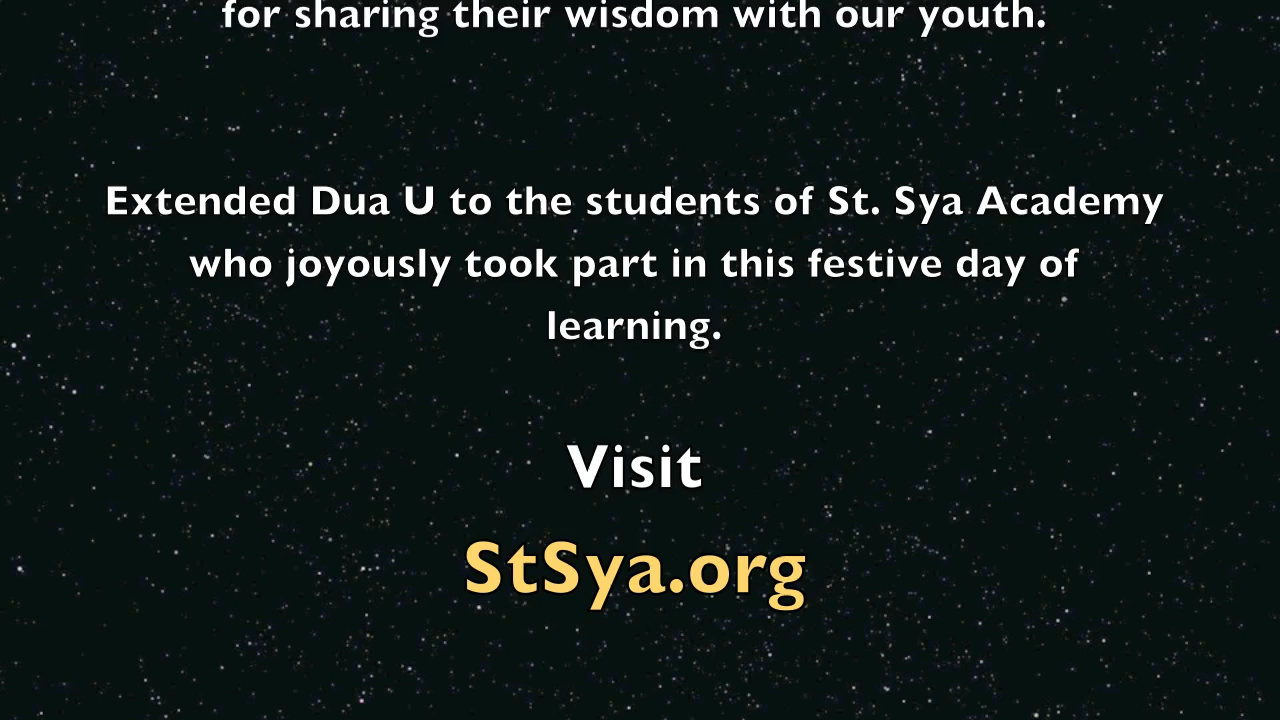 for sharing their wisdom with our youth.
Extended Dua U to the students of St. Sya Academy
who joyously took part in this festive day of
learning.
Visit
StSya.org